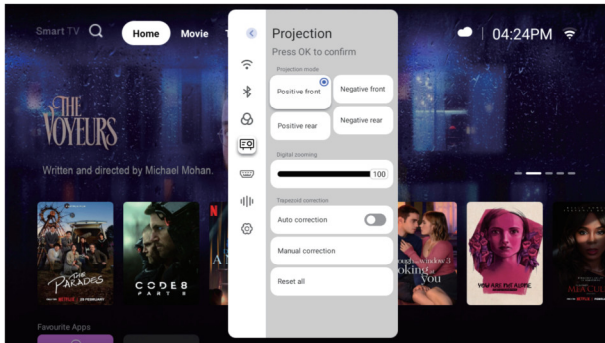 Smart TV
Home
Movie
04:24PM
THE
VOYEURS
Written and directed by Michael Mohan.
Projection
Press OK to confirm
Projection mode
Positive front
Negative front
Positive rear
Negative rear
Digital zooming
100
Trapezoid correction
Auto correction
Manual correction
Reset all
THE
PARADES
NETFLIX
CODE8
PART II
N
YOU ARE NOT ALONE
NETFLIX
Favourite Apps